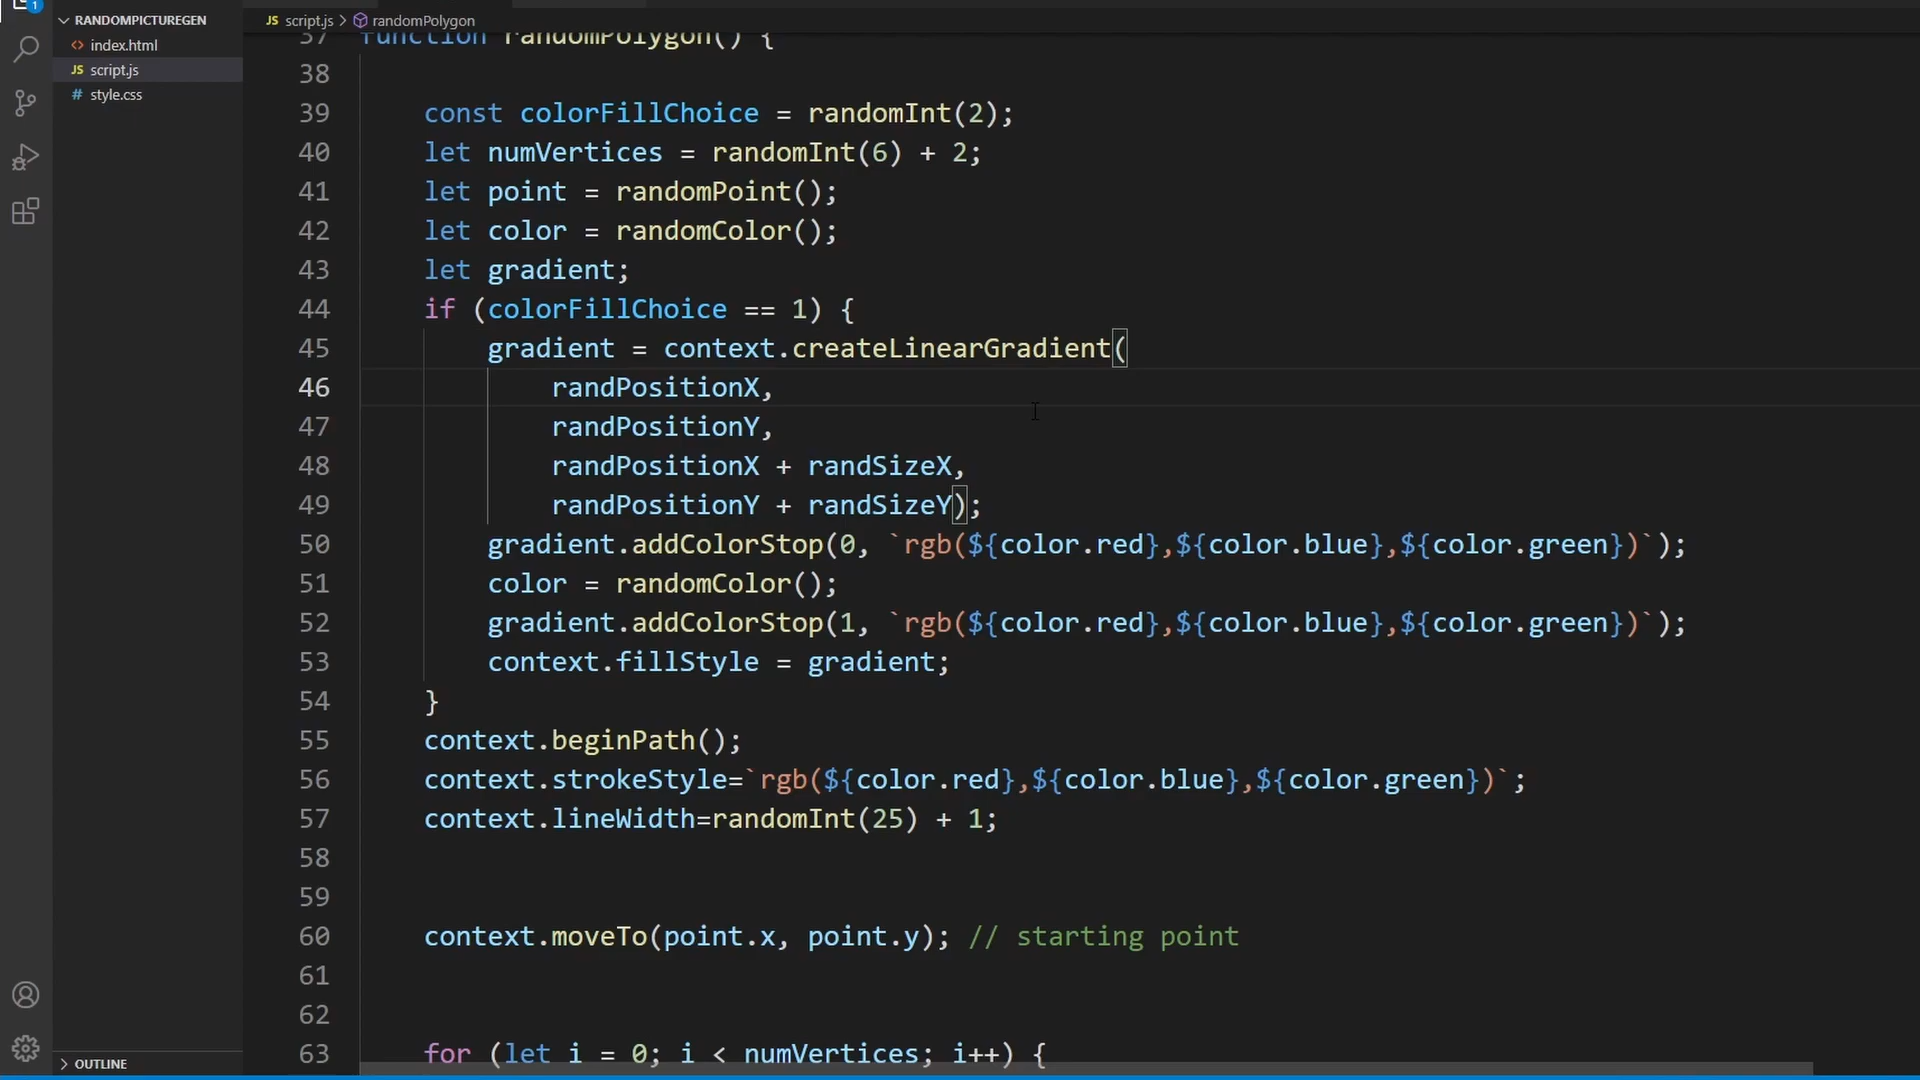 1
RANDOMPICTUREGEN
index.html
JS script.js
# style.css
OUTLINE
JS script.js > randomPolygon
37 function randomPolygon() {
38
39 const colorFillChoice = randomInt(2);
40 let numVertices = randomInt(6) + 2;
41 let point = randomPoint();
42 let color = randomColor();
43 let gradient;
44 if (colorFillChoice == 1) {
45 gradient = context.createLinearGradient(
46 randPositionX,
47 randPositionY,
48 randPositionX + randSizeX,
49 randPositionY + randSizeY);
50 gradient.addColorStop(0, `rgb(${color.red},${color.blue},${color.green})`);
51 color = randomColor();
52 gradient.addColorStop(1, `rgb(${color.red},${color.blue},${color.green})`);
53 context.fillStyle = gradient;
54 }
55 context.beginPath();
56 context.strokeStyle=`rgb(${color.red},${color.blue},${color.green})`;
57 context.lineWidth=randomInt(25) + 1;
58
59
60 context.moveTo(point.x, point.y); // starting point
61
62
63 for (let i = 0; i < numVertices; i++) {